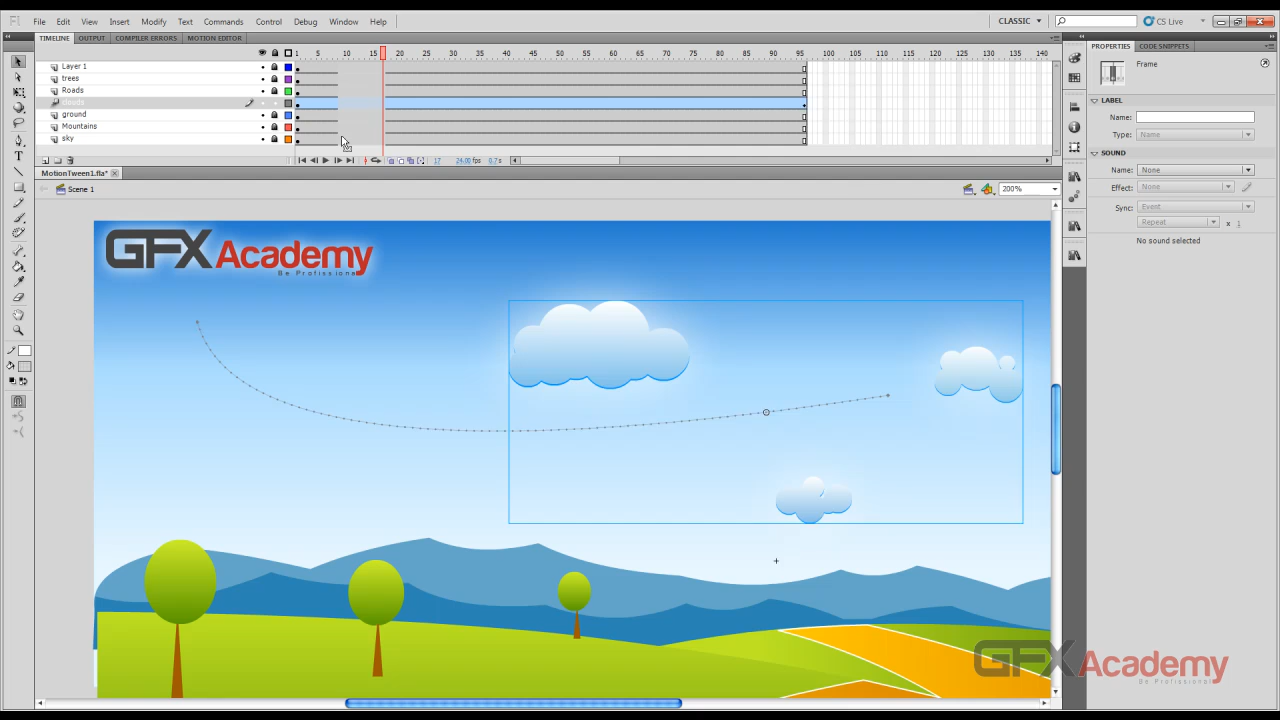 Fl File Edit View Insert Modify Text Commands Control Debug Window Help CLASSIC CS Live
TIMELINE OUTPUT COMPILER ERRORS MOTION EDITOR
1 5 10 15 20 25 30 35 40 45 50 55 60 65 70 75 80 85 90 95 100 105 110 115 120 125 130 135 140
Layer 1
trees
Roads
clouds
ground
Mountains
sky
17 24.00 fps 0.7 s
MotionTween1.fla*
Scene 1 200%
PROPERTIES CODE SNIPPETS
Frame
LABEL
Name:
Type: Name
SOUND
Name: None
Effect: None
Sync: Event
Repeat x 1
No sound selected
T
GFX Academy
Be Profissional
GFX Academy
Be Profissional